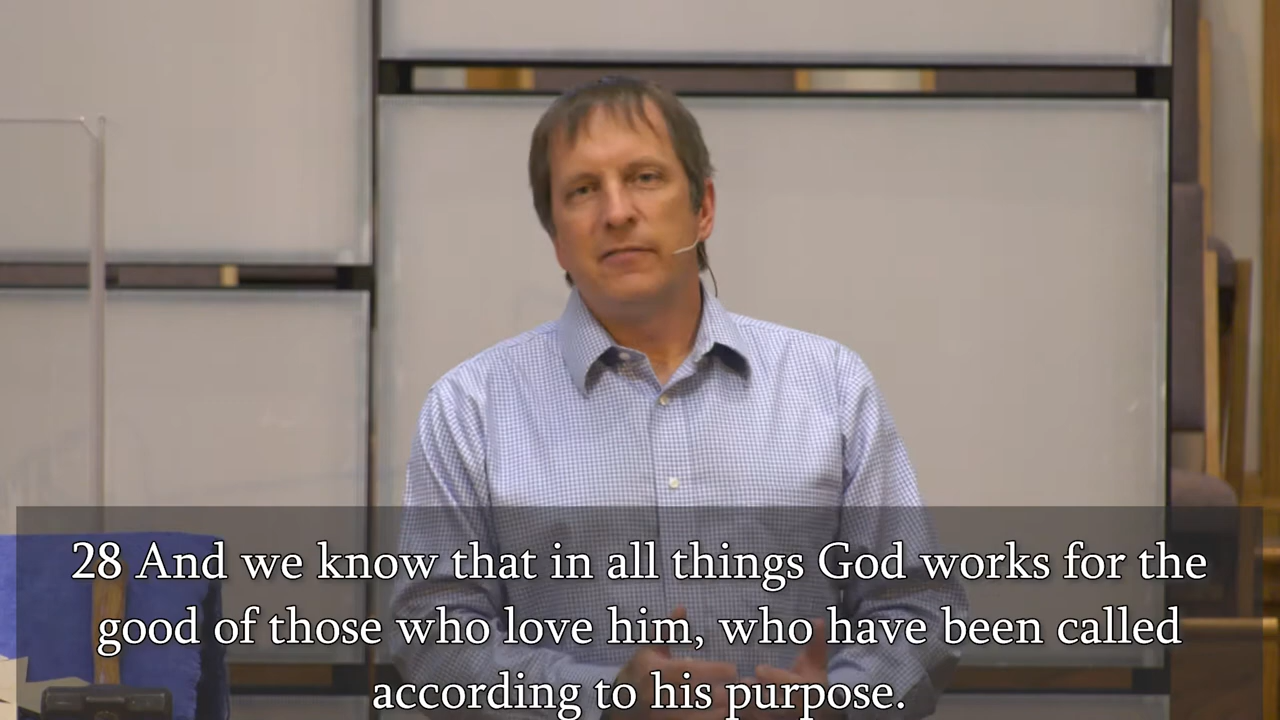 28 And we know that in all things God works for the
good of those who love him, who have been called
according to his purpose.